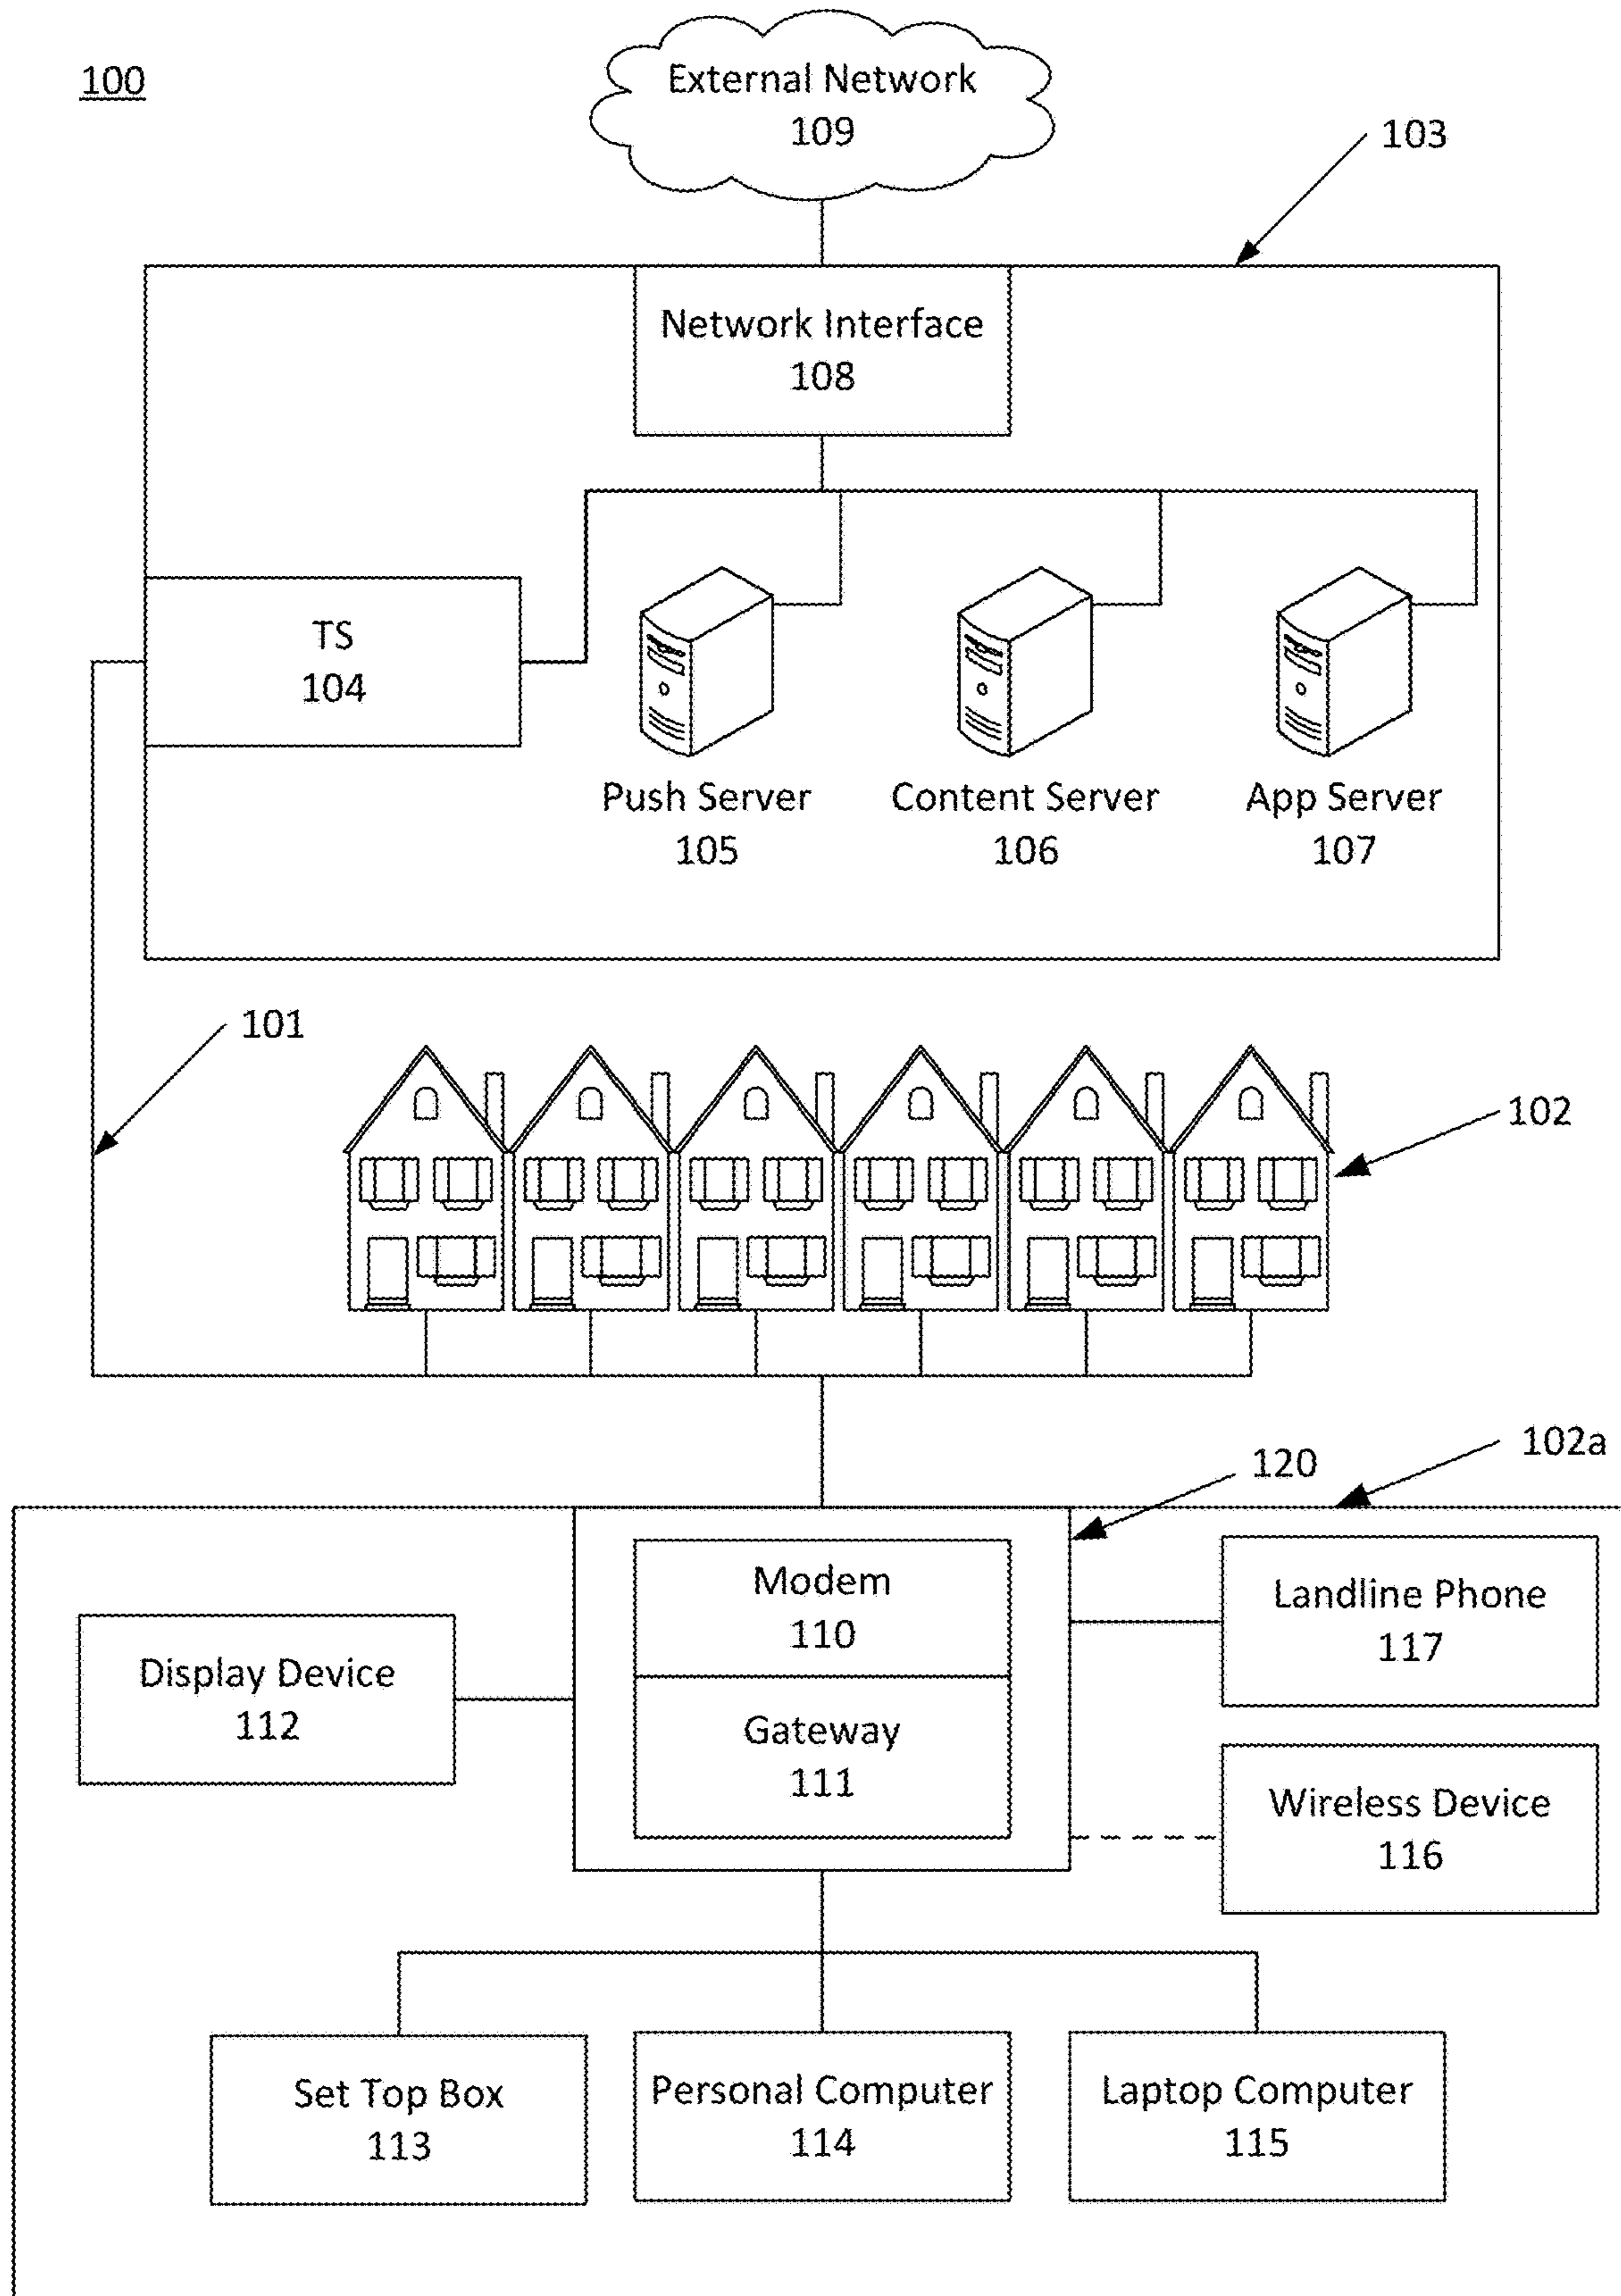 100
External Network
109
103
Network Interface
108
TS
104
Push Server
105
Content Server
106
App Server
107
101
102
102a
120
Modem
110
Gateway
111
Display Device
112
Landline Phone
117
Wireless Device
116
Set Top Box
113
Personal Computer
114
Laptop Computer
115